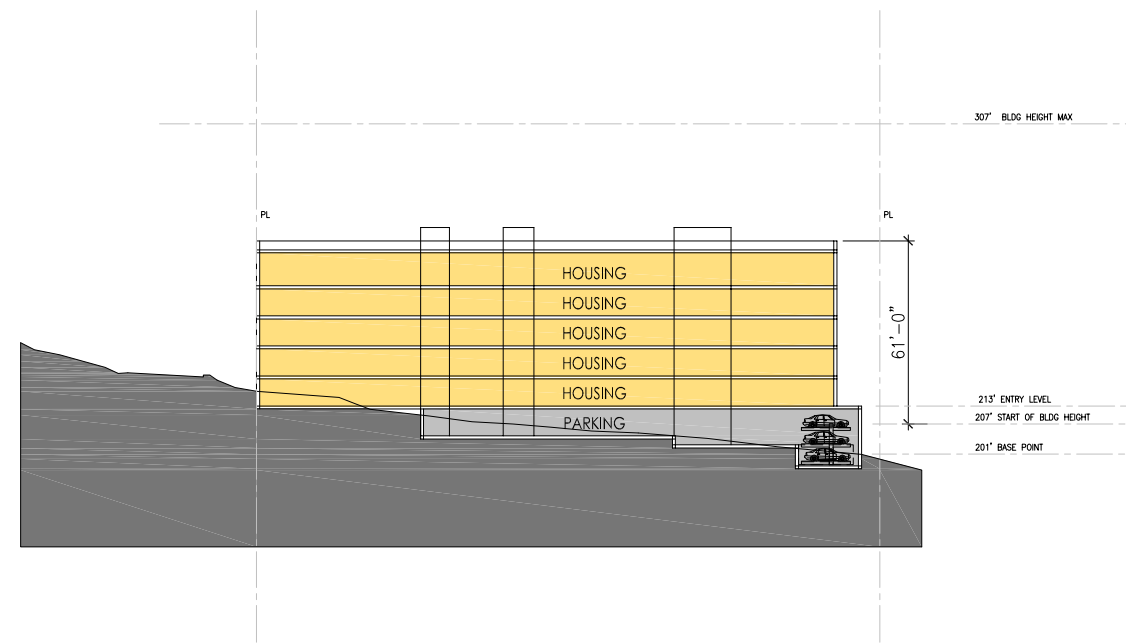 307' BLDG HEIGHT MAX
PL
PL
HOUSING
HOUSING
HOUSING
HOUSING
HOUSING
PARKING
61'-0"
213' ENTRY LEVEL
207' START OF BLDG HEIGHT
201' BASE POINT